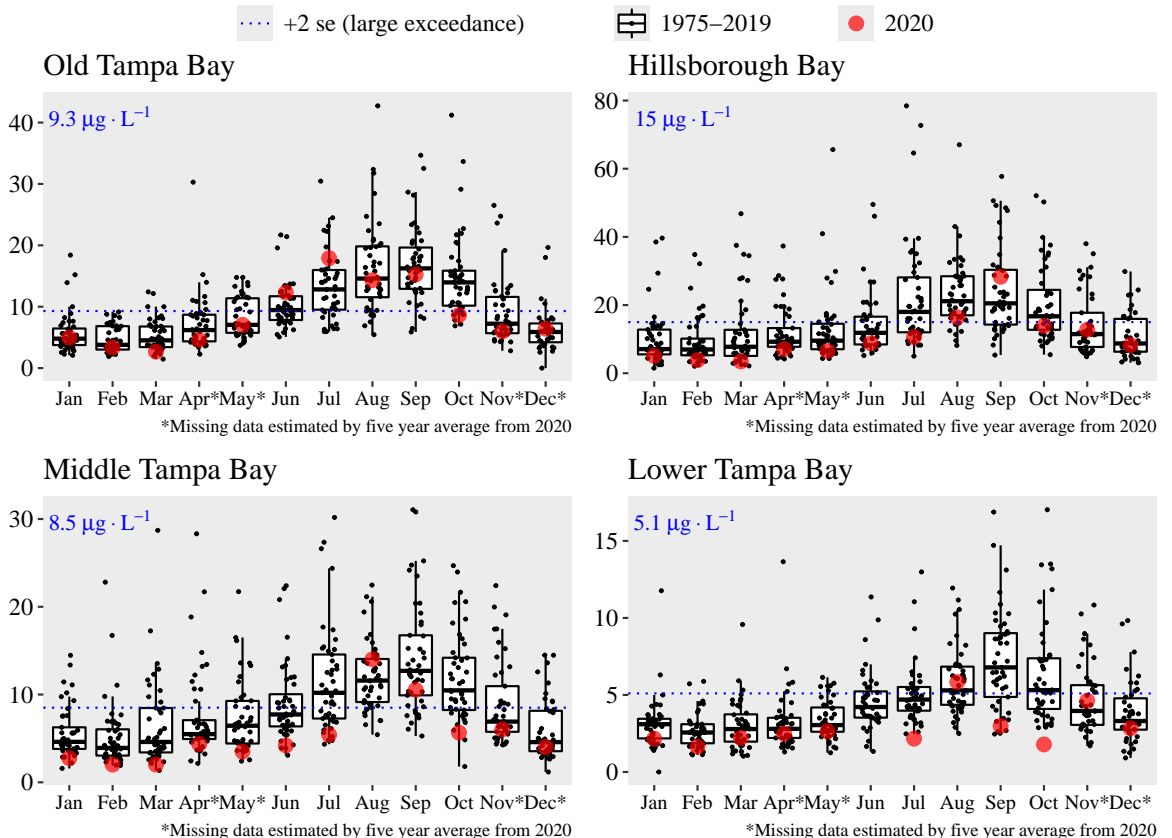 +2 se (large exceedance) 1975−2019 2020
Old Tampa Bay
9.3 μg ⋅ L−1
40
30
20
10
0
Jan Feb Mar Apr* May* Jun Jul Aug Sep Oct Nov* Dec*
*Missing data estimated by five year average from 2020
Hillsborough Bay
15 μg ⋅ L−1
80
60
40
20
0
Jan Feb Mar Apr* May* Jun Jul Aug Sep Oct Nov* Dec*
*Missing data estimated by five year average from 2020
Middle Tampa Bay
8.5 μg ⋅ L−1
30
20
10
0
Jan Feb Mar Apr* May* Jun Jul Aug Sep Oct Nov* Dec*
*Missing data estimated by five year average from 2020
Lower Tampa Bay
5.1 μg ⋅ L−1
15
10
5
0
Jan Feb Mar Apr* May* Jun Jul Aug Sep Oct Nov* Dec*
*Missing data estimated by five year average from 2020